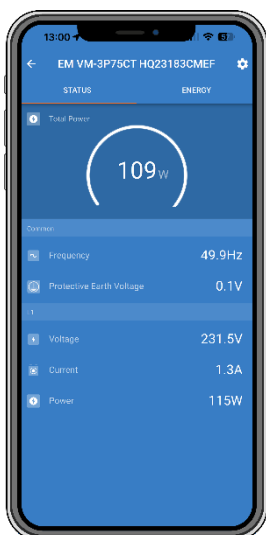 13:00
EM VM-3P75CT HQ23183CMEF
STATUS ENERGY
Total Power
109W
Common
Frequency 49.9Hz
Protective Earth Voltage 0.1V
Voltage 231.5V
Current 1.3A
Power 115W